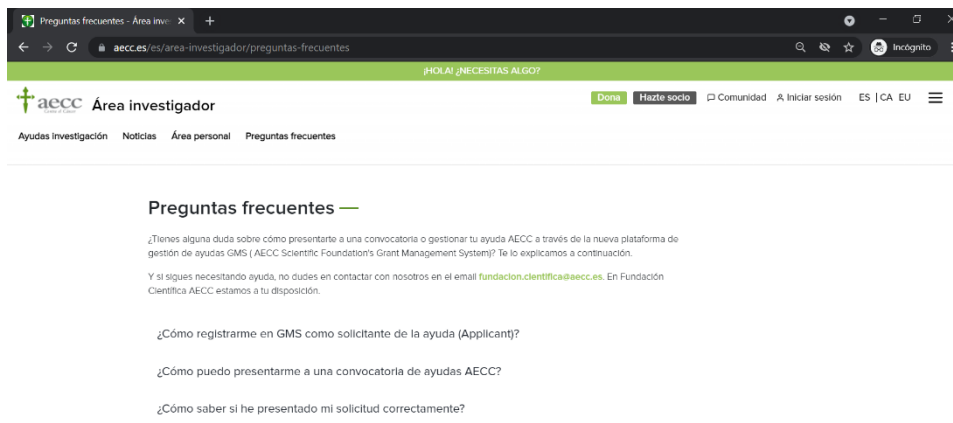 Preguntas frecuentes - Área inve
aecc.es/es/area-investigador/preguntas-frecuentes
Incógnito
¡HOLA! ¿NECESITAS ALGO?
aecc Área investigador
Dona Hazte socio Comunidad Iniciar sesión ES | CA EU
Ayudas investigación Noticias Área personal Preguntas frecuentes
Preguntas frecuentes
¿Tienes alguna duda sobre cómo presentarte a una convocatoria o gestionar tu ayuda AECC a través de la nueva plataforma de
gestión de ayudas GMS ( AECC Scientific Foundation's Grant Management System)? Te lo explicamos a continuación.
Y si sigues necesitando ayuda, no dudes en contactar con nosotros en el email fundacion.cientifica@aecc.es. En Fundación
Científica AECC estamos a tu disposición.
¿Cómo registrarme en GMS como solicitante de la ayuda (Applicant)?
¿Cómo puedo presentarme a una convocatoria de ayudas AECC?
¿Cómo saber si he presentado mi solicitud correctamente?